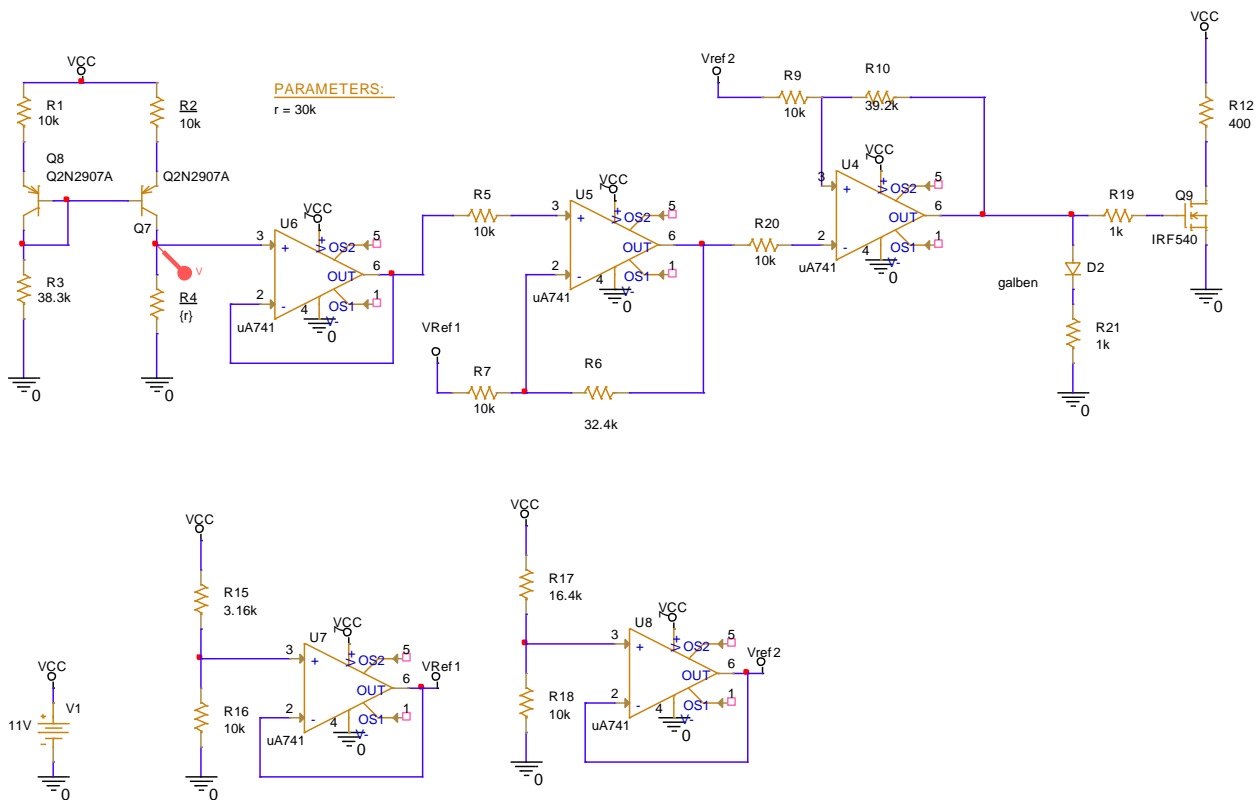 VCC
R1
10k
R2
10k
PARAMETERS:
r = 30k
Q8
Q2N2907A
Q2N2907A
Q7
R3
38.3k
R4
{r}
0
0
V
U6
VCC
3
+
V+
OS2
5
OUT
6
2
-
OS1
1
4
V-
0
uA741
R5
10k
U5
VCC
3
+
V+
OS2
5
OUT
6
2
-
OS1
1
4
V-
0
uA741
VRef1
R7
10k
R6
32.4k
R20
10k
Vref2
R9
10k
R10
39.2k
U4
VCC
3
+
V+
OS2
5
OUT
6
2
-
OS1
1
4
V-
0
uA741
R19
1k
D2
galben
R21
1k
0
VCC
R12
400
Q9
IRF540
0
VCC
V1
11V
+
-
0
VCC
R15
3.16k
R16
10k
0
U7
VCC
3
+
V+
OS2
5
OUT
6
2
-
OS1
1
4
V-
0
uA741
VRef1
VCC
R17
16.4k
R18
10k
0
U8
VCC
3
+
V+
OS2
5
OUT
6
2
-
OS1
1
4
V-
0
uA741
Vref2